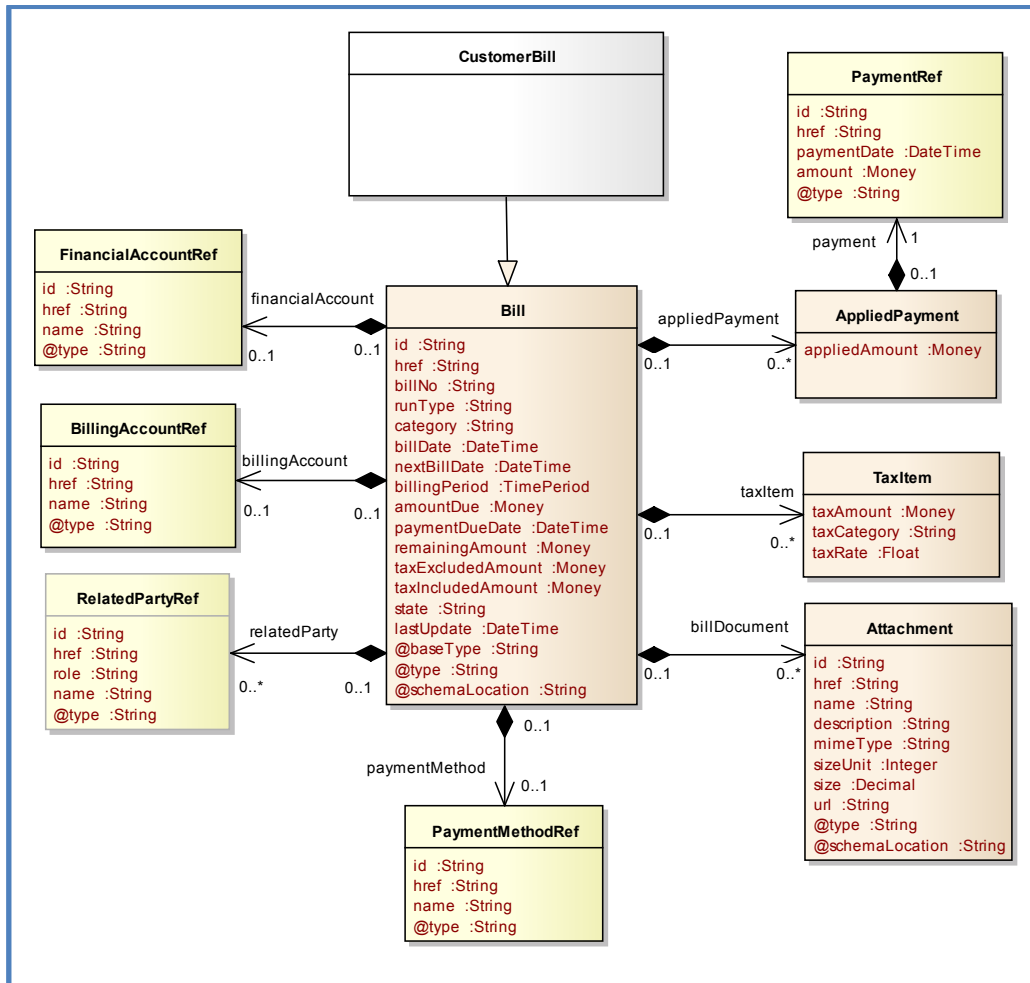 CustomerBill
PaymentRef
id :String
href :String
paymentDate :DateTime
amount :Money
@type :String
payment
1
0..1
FinancialAccountRef
id :String
href :String
name :String
@type :String
financialAccount
0..1
0..1
Bill
id :String
href :String
billNo :String
runType :String
category :String
billDate :DateTime
nextBillDate :DateTime
billingPeriod :TimePeriod
amountDue :Money
paymentDueDate :DateTime
remainingAmount :Money
taxExcludedAmount :Money
taxIncludedAmount :Money
state :String
lastUpdate :DateTime
@baseType :String
@type :String
@schemaLocation :String
appliedPayment
0..1
0..*
AppliedPayment
appliedAmount :Money
BillingAccountRef
id :String
href :String
name :String
@type :String
billingAccount
0..1
0..1
taxItem
0..1
0..*
TaxItem
taxAmount :Money
taxCategory :String
taxRate :Float
RelatedPartyRef
id :String
href :String
role :String
name :String
@type :String
relatedParty
0..*
0..1
billDocument
0..1
0..*
Attachment
id :String
href :String
name :String
description :String
mimeType :String
sizeUnit :Integer
size :Decimal
url :String
@type :String
@schemaLocation :String
0..1
paymentMethod
0..1
PaymentMethodRef
id :String
href :String
name :String
@type :String